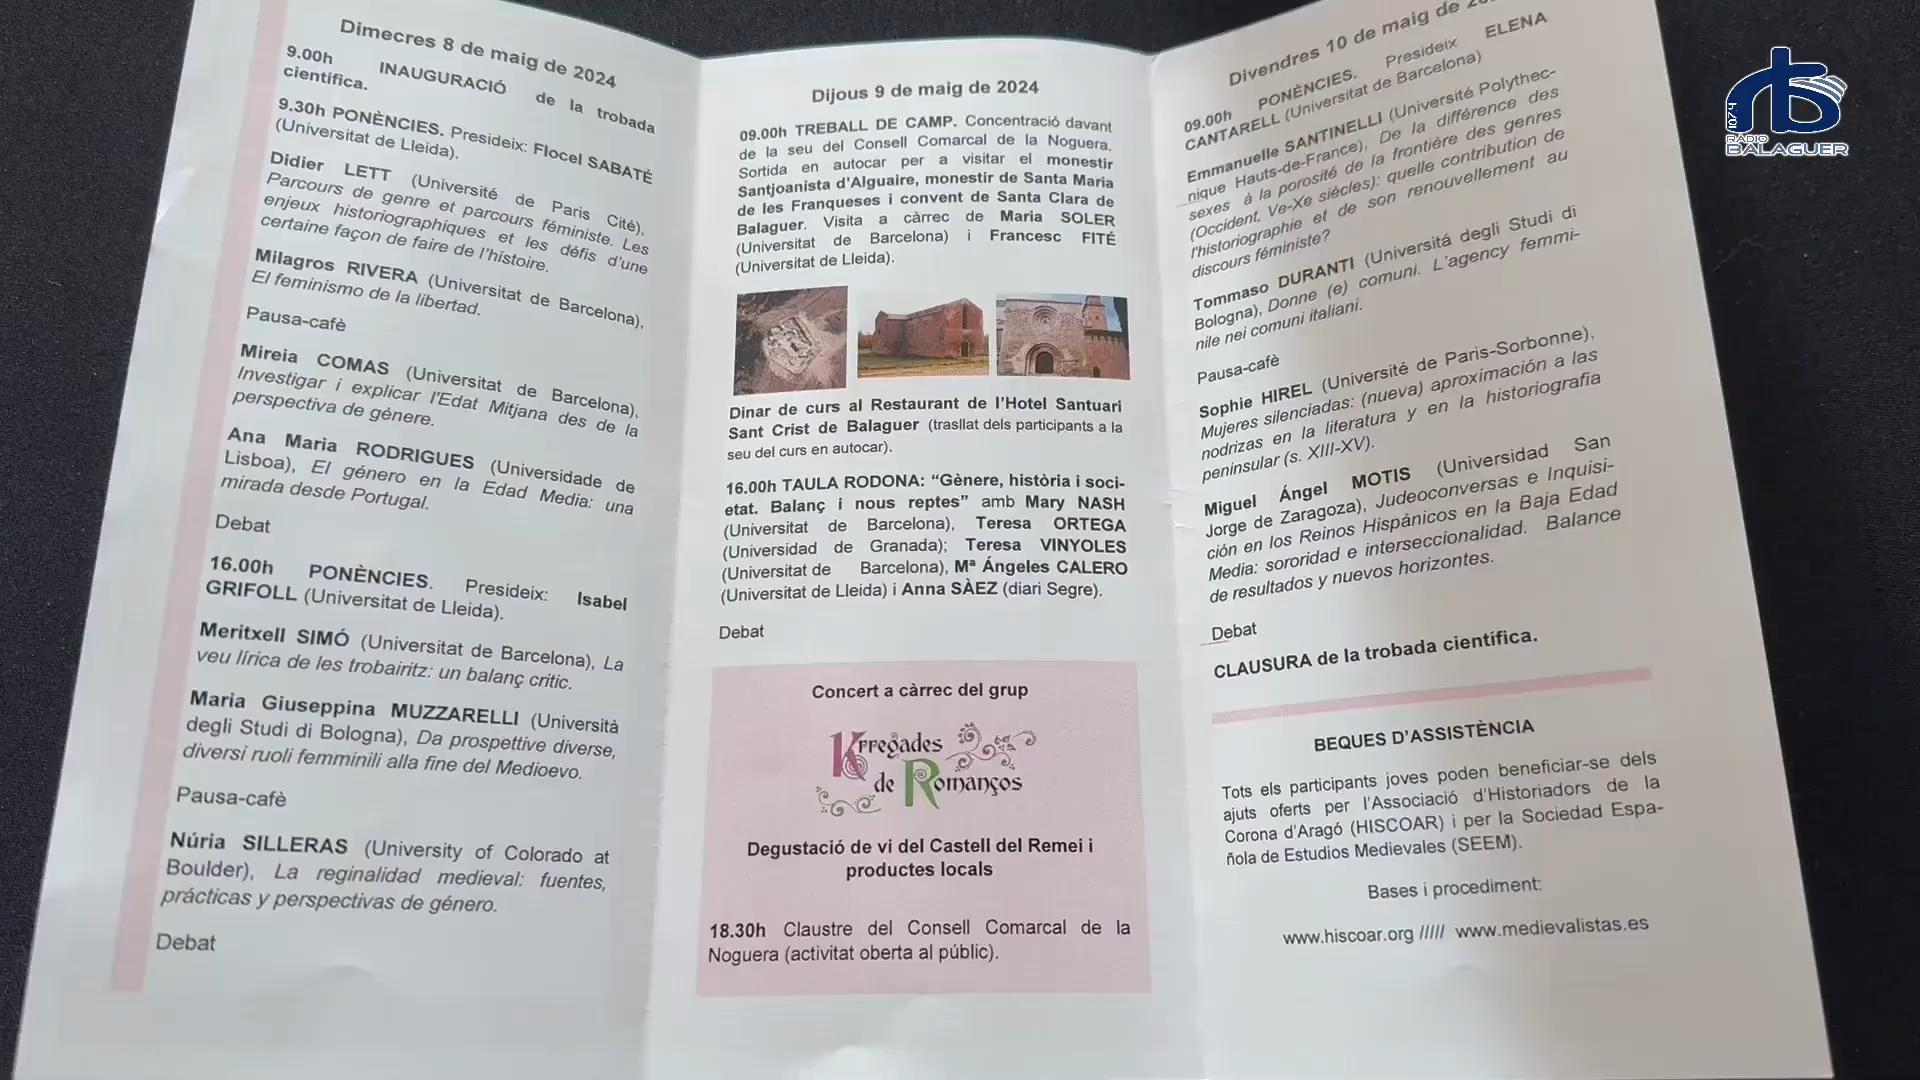 Dimecres 8 de maig de 2024
9.00h INAUGURACIÓ de la trobada
científica.
9.30h PONÈNCIES. Presideix: Flocel SABATÉ
(Universitat de Lleida).
Didier LETT (Université de Paris Cité),
Parcours de genre et parcours féministe. Les
enjeux historiographiques et les défis d'une
certaine façon de faire de l'histoire.
Milagros RIVERA (Universitat de Barcelona),
El feminismo de la libertad.
Pausa-cafè
Mireia COMAS (Universitat de Barcelona),
Investigar i explicar l'Edat Mitjana des de la
perspectiva de gènere.
Ana Maria RODRIGUES (Universidade de
Lisboa), El género en la Edad Media: una
mirada desde Portugal.
Debat
16.00h PONÈNCIES. Presideix: Isabel
GRIFOLL (Universitat de Lleida).
Meritxell SIMÓ (Universitat de Barcelona), La
veu lírica de les trobairitz: un balanç critic.
Maria Giuseppina MUZZARELLI (Università
degli Studi di Bologna), Da prospettive diverse,
diversi ruoli femminili alla fine del Medioevo.
Pausa-cafè
Núria SILLERAS (University of Colorado at
Boulder), La reginalidad medieval: fuentes,
prácticas y perspectivas de género.
Debat
Dijous 9 de maig de 2024
09.00h TREBALL DE CAMP. Concentració davant
de la seu del Consell Comarcal de la Noguera.
Sortida en autocar per a visitar el monestir
Santjoanista d'Alguaire, monestir de Santa Maria
de les Franqueses i convent de Santa Clara de
Balaguer. Visita a càrrec de Maria SOLER
(Universitat de Barcelona) i Francesc FITÉ
(Universitat de Lleida).
Dinar de curs al Restaurant de l'Hotel Santuari
Sant Crist de Balaguer (trasllat dels participants a la
seu del curs en autocar).
16.00h TAULA RODONA: "Gènere, història i soci-
etat. Balanç i nous reptes" amb Mary NASH
(Universitat de Barcelona), Teresa ORTEGA
(Universidad de Granada); Teresa VINYOLES
(Universitat de Barcelona), Mª Ángeles CALERO
(Universitat de Lleida) i Anna SÀEZ (diari Segre).
Debat
Concert a càrrec del grup
Krregades
de Romanços
Degustació de vi del Castell del Remei i
productes locals
18.30h Claustre del Consell Comarcal de la
Noguera (activitat oberta al públic).
Divendres 10 de maig de
09.00h PONÈNCIES. Presideix ELENA
CANTARELL (Universitat de Barcelona)
Emmanuelle SANTINELLI (Université Polythec-
nique Hauts-de-France), De la différence des
sexes à la porosité de la frontière des genres
(Occident, Ve-Xe siècles): quelle contribution de
l'historiographie et de son renouvellement au
discours féministe?
Tommaso DURANTI (Universitá degli Studi di
Bologna), Donne (e) comuni. L'agency femmi-
nile nei comuni italiani.
Pausa-cafè
Sophie HIREL (Université de Paris-Sorbonne),
Mujeres silenciadas: (nueva) aproximación a las
nodrizas en la literatura y en la historiografia
peninsular (s. XIII-XV).
Miguel Ángel MOTIS (Universidad San
Jorge de Zaragoza), Judeoconversas e Inquisi-
ción en los Reinos Hispánicos en la Baja Edad
Media: sororidad e interseccionalidad. Balance
de resultados y nuevos horizontes.
Debat
CLAUSURA de la trobada científica.
BEQUES D'ASSISTÈNCIA
Tots els participants joves poden beneficiar-se dels
ajuts oferts per l'Associació d'Historiadors de la
Corona d'Aragó (HISCOAR) i per la Sociedad Espa-
ñola de Estudios Medievales (SEEM).
Bases i procediment:
www.hiscoar.org ///// www.medievalistas.es
107.4
RÀDIO
BALAGUER